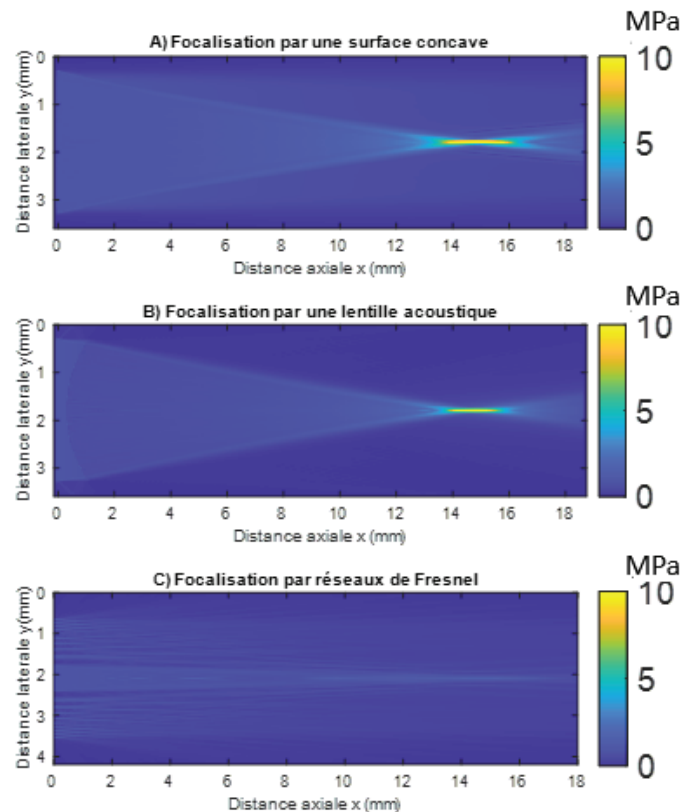 MPa
A) Focalisation par une surface concave
10
5
0
Distance laterale y(mm)
0
1
2
3
0 2 4 6 8 10 12 14 16 18
Distance axiale x (mm)
MPa
B) Focalisation par une lentille acoustique
10
5
0
Distance laterale y(mm)
0
1
2
3
0 2 4 6 8 10 12 14 16 18
Distance axiale x (mm)
MPa
C) Focalisation par réseaux de Fresnel
10
5
0
Distance laterale y(mm)
0
1
2
3
4
0 2 4 6 8 10 12 14 16 18
Distance axiale x (mm)